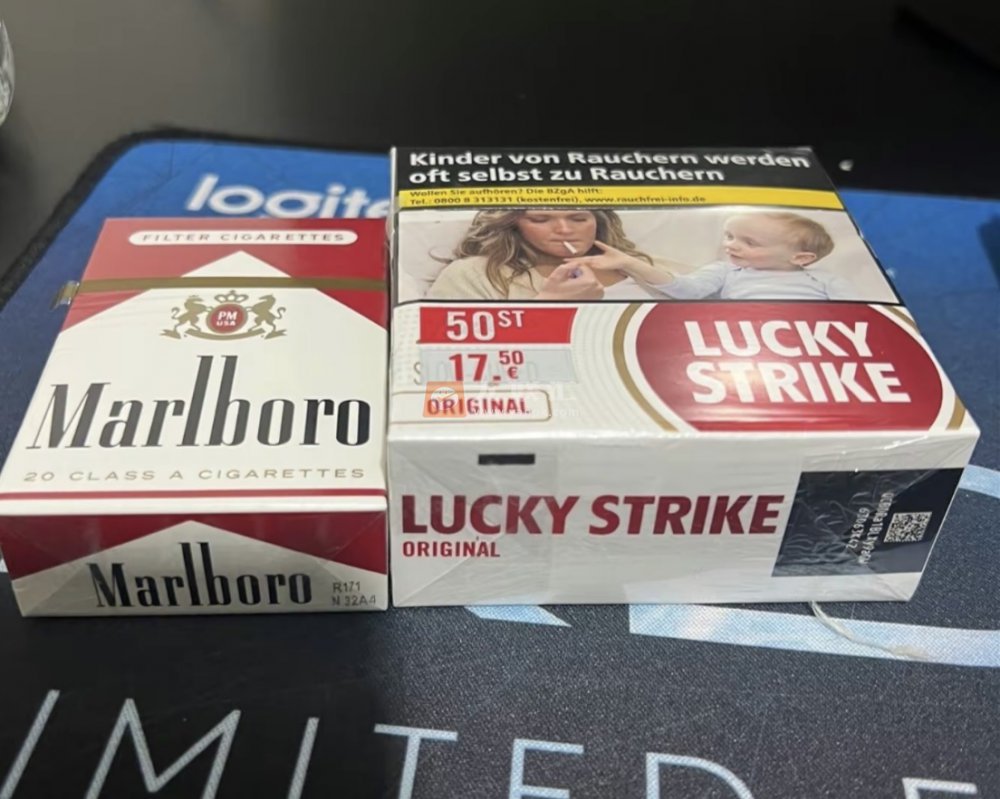 logite
FILTER CIGARETTES
PM
USA
Marlboro
20 CLASS A CIGARETTES
Marlboro
R171
N 32A4
Kinder von Rauchern werden
oft selbst zu Rauchern
Wollen Sie aufhören? Die BZgA hilft:
Tel.: 0800 8 313131 (kostenfrei), www.rauchfrei-info.de
50ST
17.50 €
ORIGINAL
LUCKY
STRIKE
LUCKY STRIKE
ORIGINAL
IMITED E